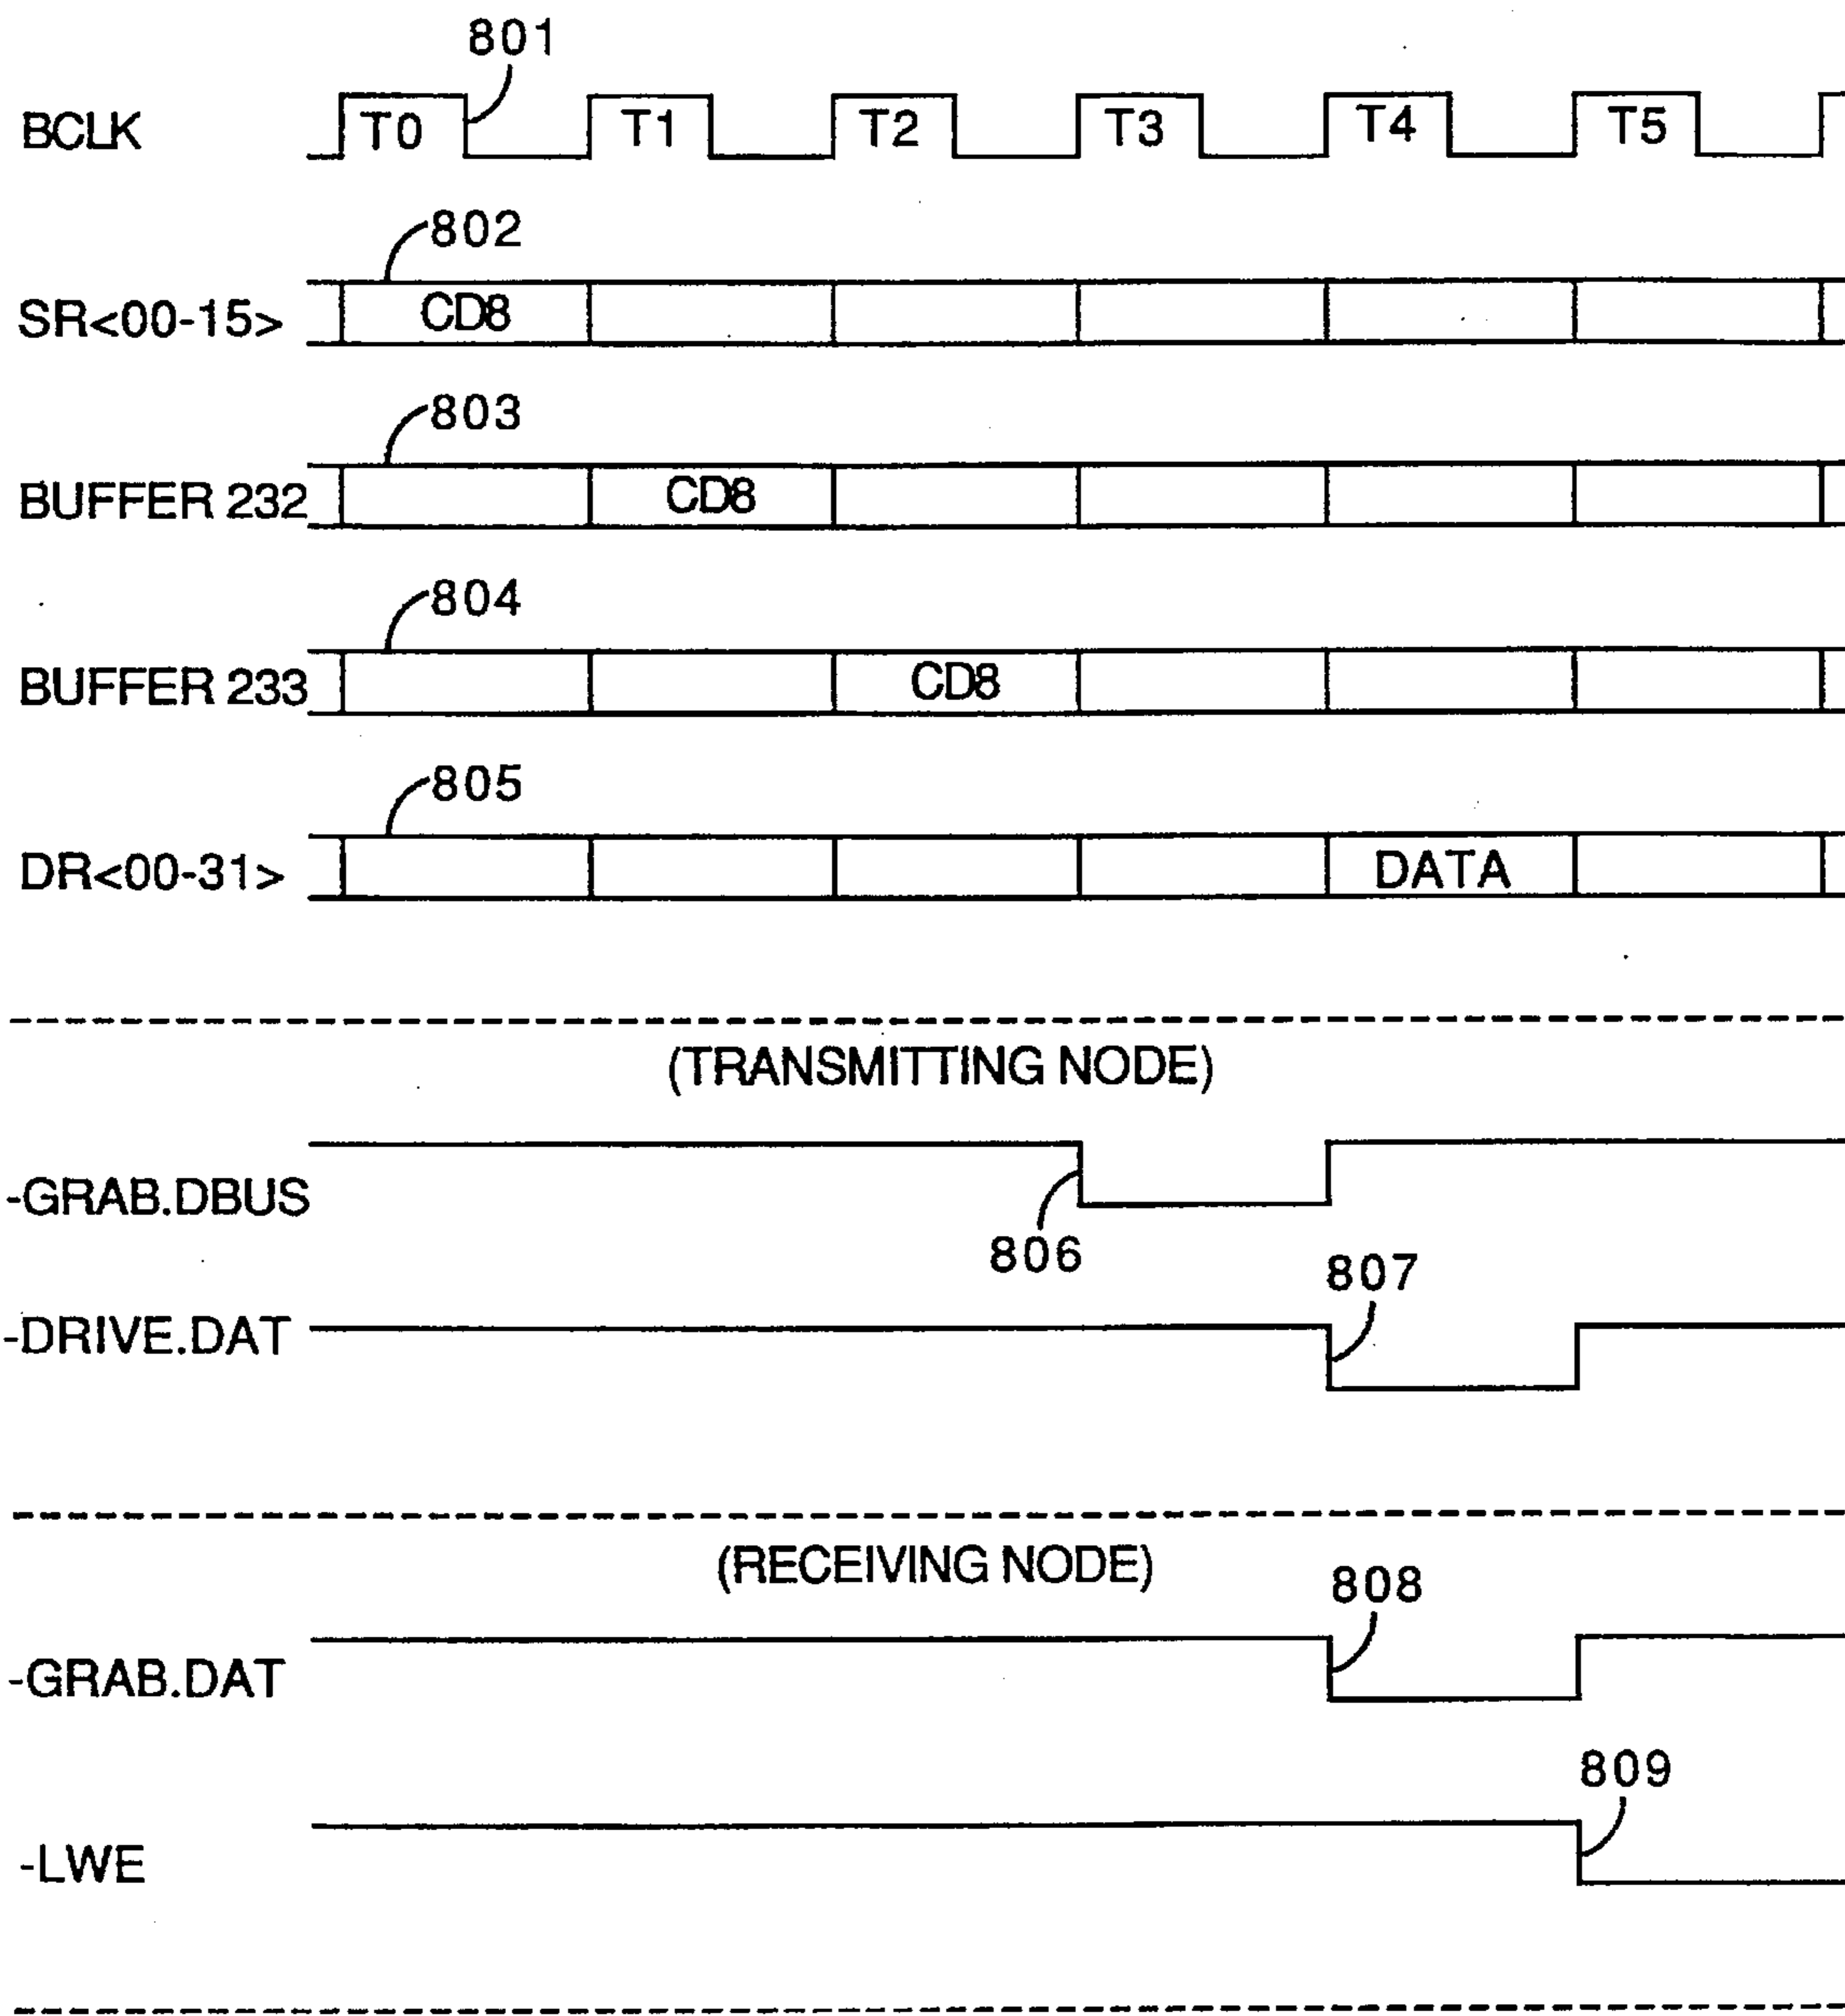 801
BCLK T0 T1 T2 T3 T4 T5
802
SR<00-15> CD8
803
BUFFER 232 CD8
804
BUFFER 233 CD8
805
DR<00-31> DATA
(TRANSMITTING NODE)
-GRAB.DBUS
806
807
-DRIVE.DAT
(RECEIVING NODE)
808
-GRAB.DAT
809
-LWE